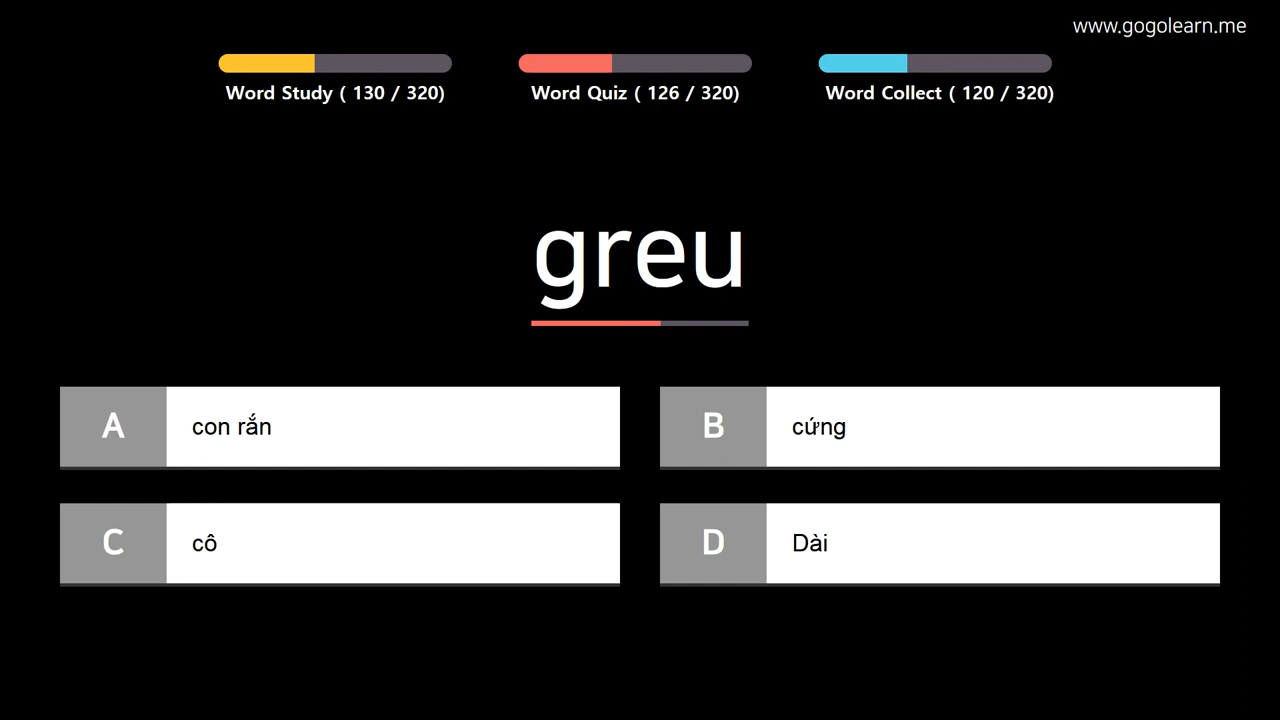 www.gogolearn.me
Word Study ( 130 / 320)
Word Quiz ( 126 / 320)
Word Collect ( 120 / 320)
greu
A con rắn
B cứng
C cô
D Dài